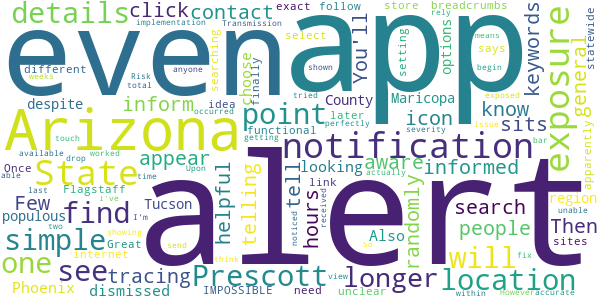 details click contact exact follow store breadcrumbs
implementation Transmission rely
even app
different Risk says begin means
weeks total anyone
searching select You'll setting options keywords statewide
choose finally shown
exposure general
despite inform idea County Maricopa know
functional later tried icon sits apparently
Arizona point notification
occurred perfectly severity exposed issue
touch getting
available drop worked appear aware informed bar
Once time Upon link looking telling tell
able State helpful hours randomly region
last Flagstaff I've received actually unable
Few find alert search Then
populous Tucson I'm noticed so people sites
two Also fix
simple showing Great tracing longer will
internet send think view
one see Prescott location
Phoenix dismissed IMPOSSIBLE need unclear within However accurate